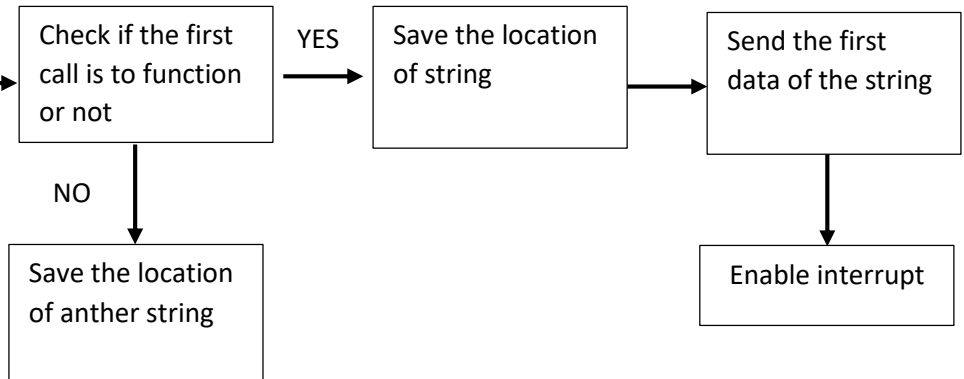 Check if the first
call is to function
or not
YES
Save the location
of string
Send the first
data of the string
NO
Save the location
of anther string
Enable interrupt